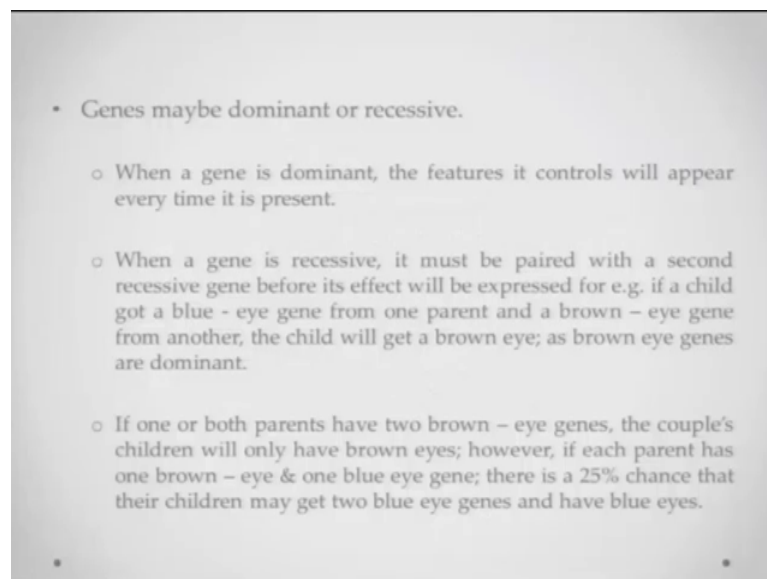 • Genes maybe dominant or recessive.
o When a gene is dominant, the features it controls will appear
every time it is present.
o When a gene is recessive, it must be paired with a second
recessive gene before its effect will be expressed for e.g. if a child
got a blue - eye gene from one parent and a brown – eye gene
from another, the child will get a brown eye; as brown eye genes
are dominant.
o If one or both parents have two brown – eye genes, the couple's
children will only have brown eyes; however, if each parent has
one brown – eye & one blue eye gene; there is a 25% chance that
their children may get two blue eye genes and have blue eyes.